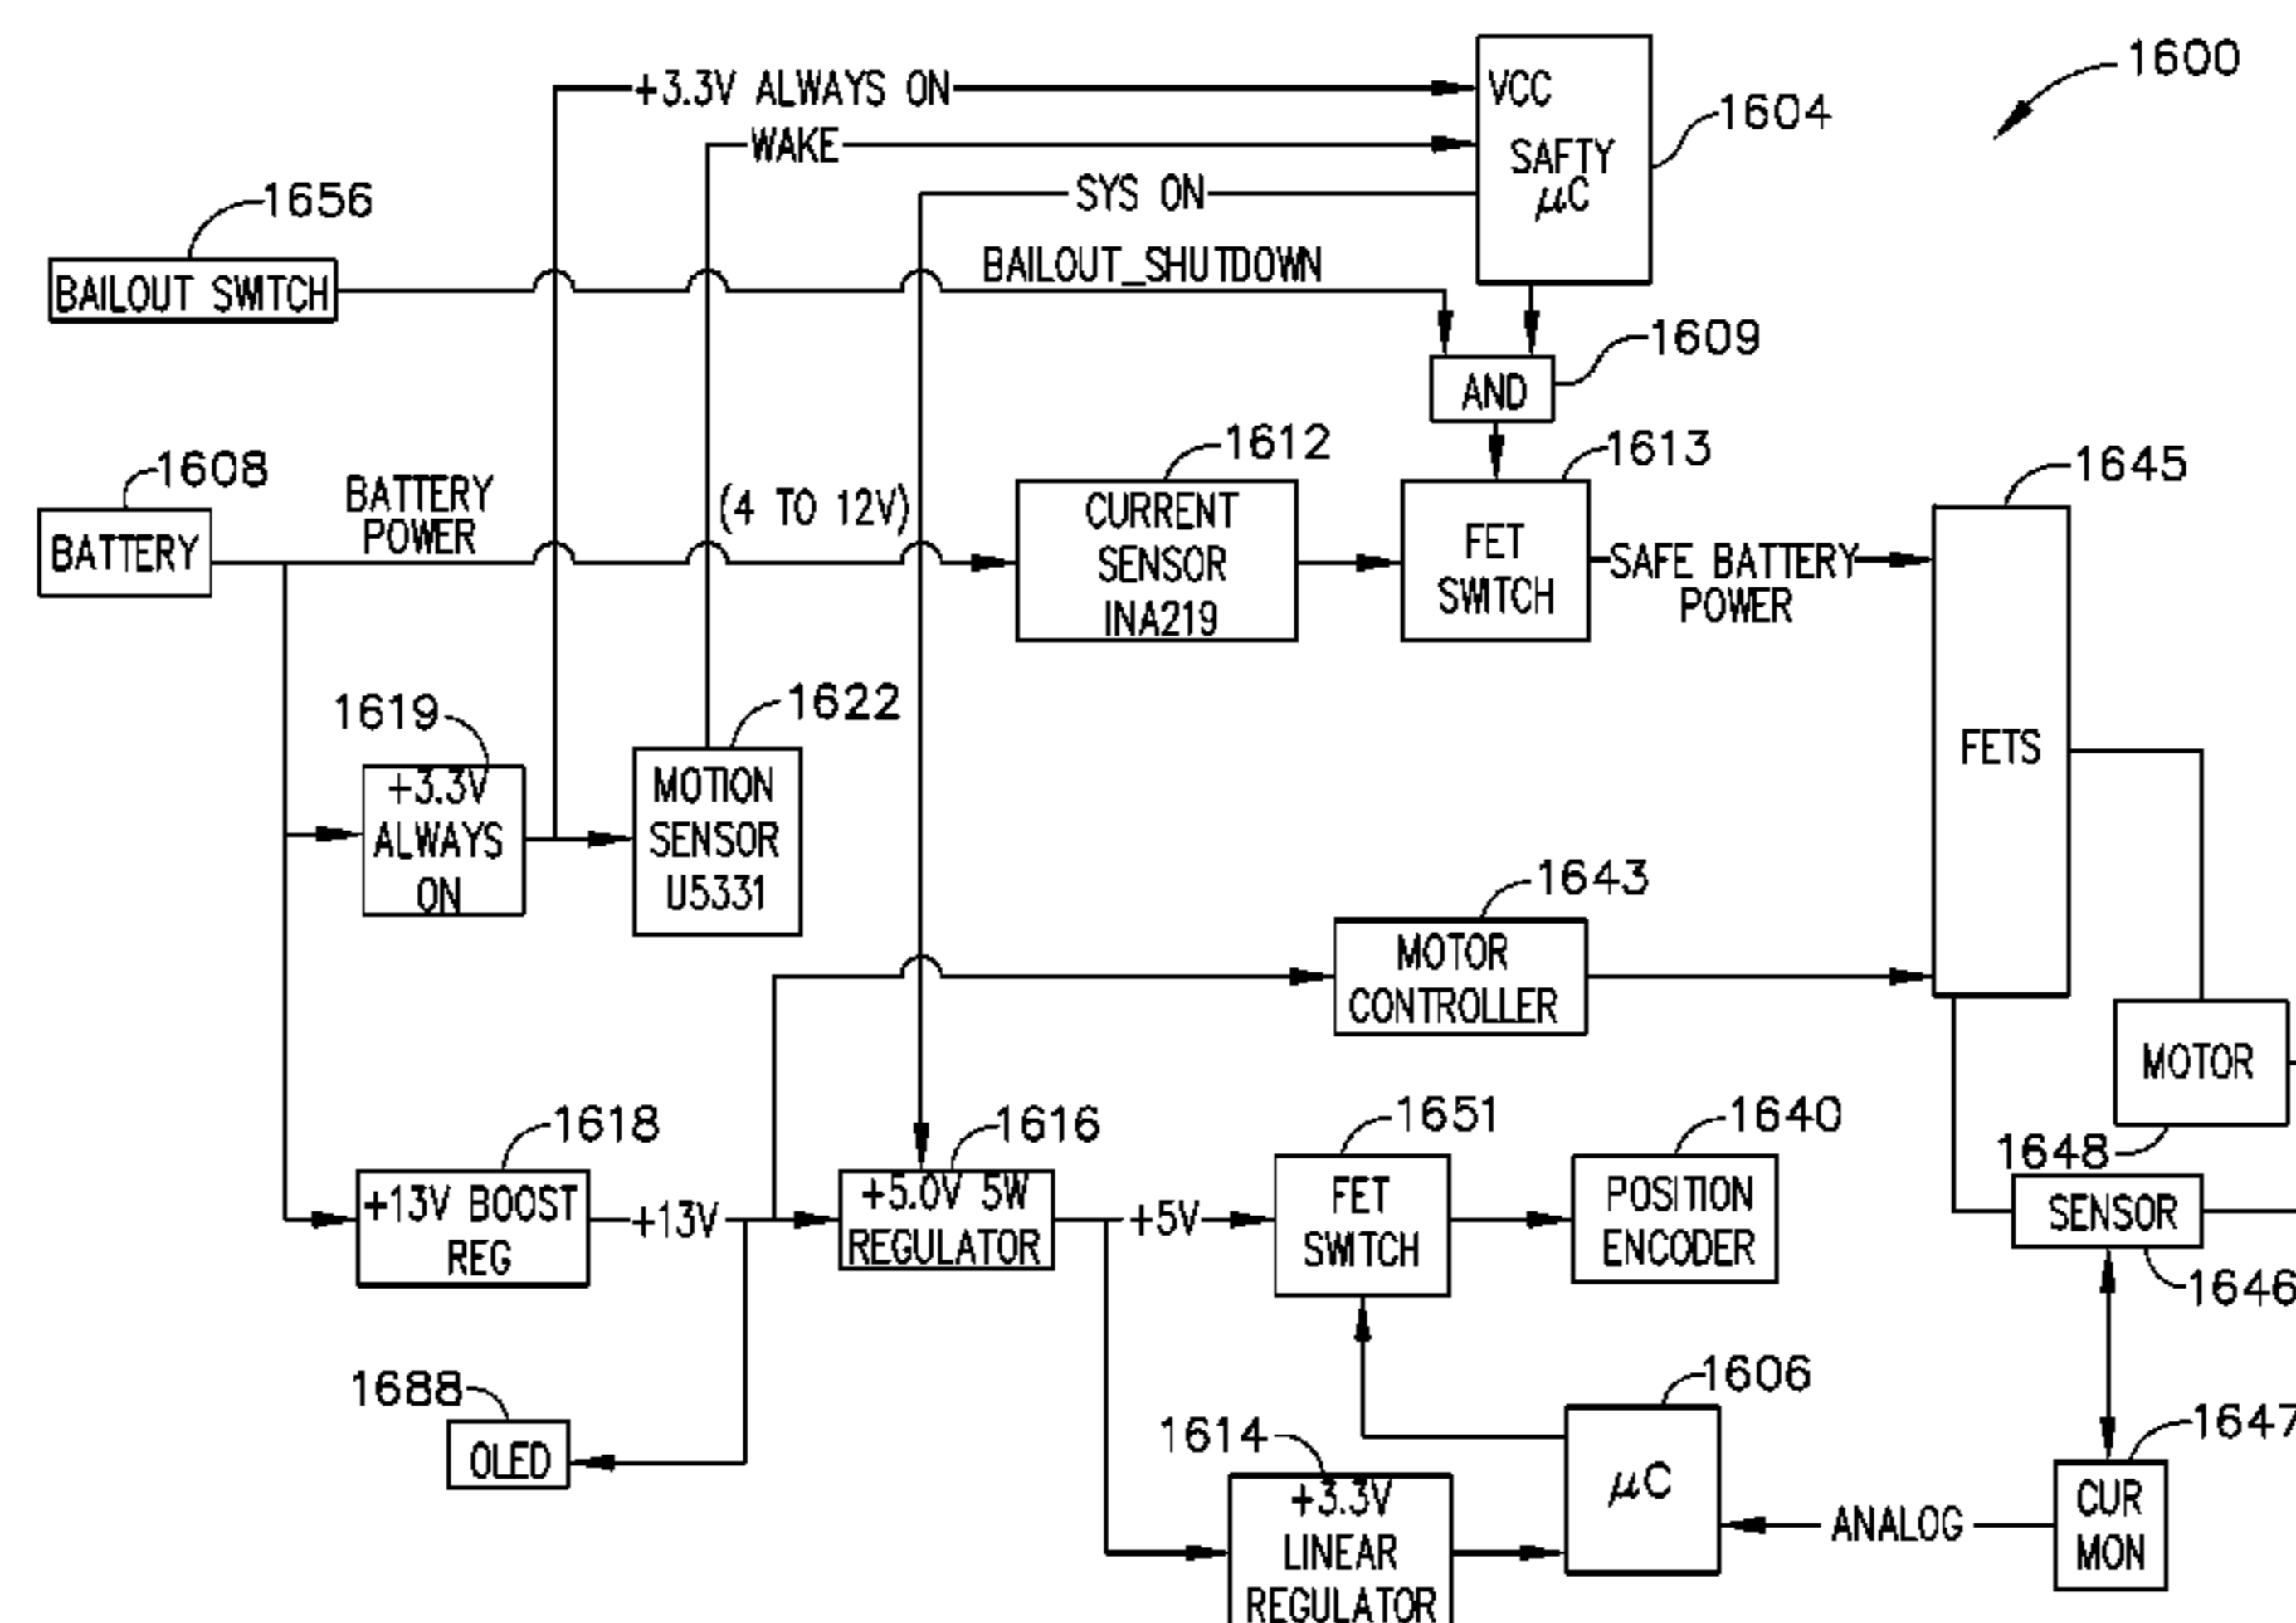 1600
+3.3V ALWAYS ON
VCC
1604
WAKE
SAFTY
μC
SYS ON
1656
BAILOUT_SHUTDOWN
BAILOUT SWITCH
1609
AND
1608
BATTERY
POWER
(4 TO 12V)
1612
1613
1645
BATTERY
CURRENT
SENSOR
INA219
FET
SWITCH
SAFE BATTERY
POWER
FETS
1619
1622
+3.3V
ALWAYS
ON
MOTION
SENSOR
U5331
1643
MOTOR
CONTROLLER
MOTOR
1648
1618
1616
1651
1640
+13V BOOST
REG
+13V
+5.0V 5W
REGULATOR
+5V
FET
SWITCH
POSITION
ENCODER
SENSOR
1646
1688
OLED
1614
1606
1647
+3.3V
LINEAR
REGULATOR
μC
ANALOG
CUR
MON